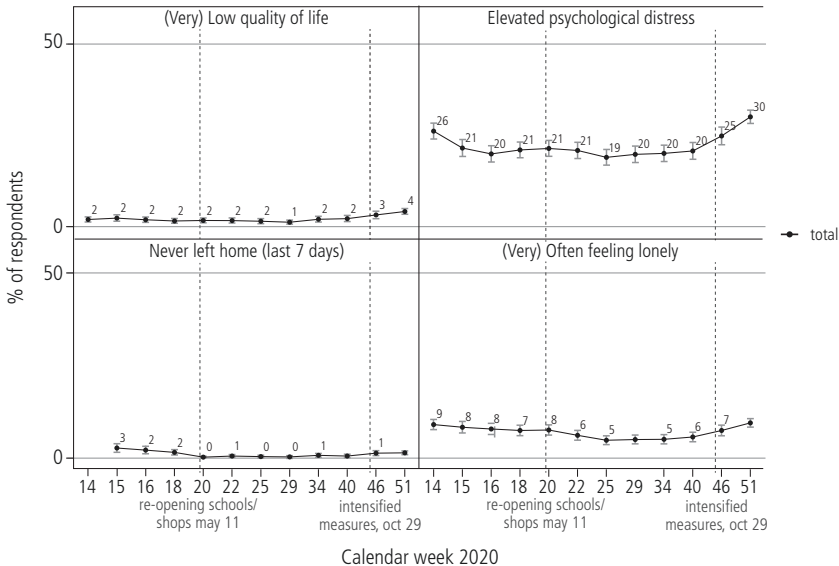 (Very) Low quality of life
Elevated psychological distress
50
0
2 2 2 2 2 2 2 1 2 2 3 4
26 21 20 21 21 21 19 20 20 20 25 30
Never left home (last 7 days)
(Very) Often feeling lonely
50
0
3 2 2 0 1 0 0 1 1
9 8 8 7 8 6 5 5 6 7
% of respondents
total
14 15 16 18 20 22 25 29 34 40 46 51
14 15 16 18 20 22 25 29 34 40 46 51
re-opening schools/
shops may 11
intensified
measures, oct 29
re-opening schools/
shops may 11
intensified
measures, oct 29
Calendar week 2020